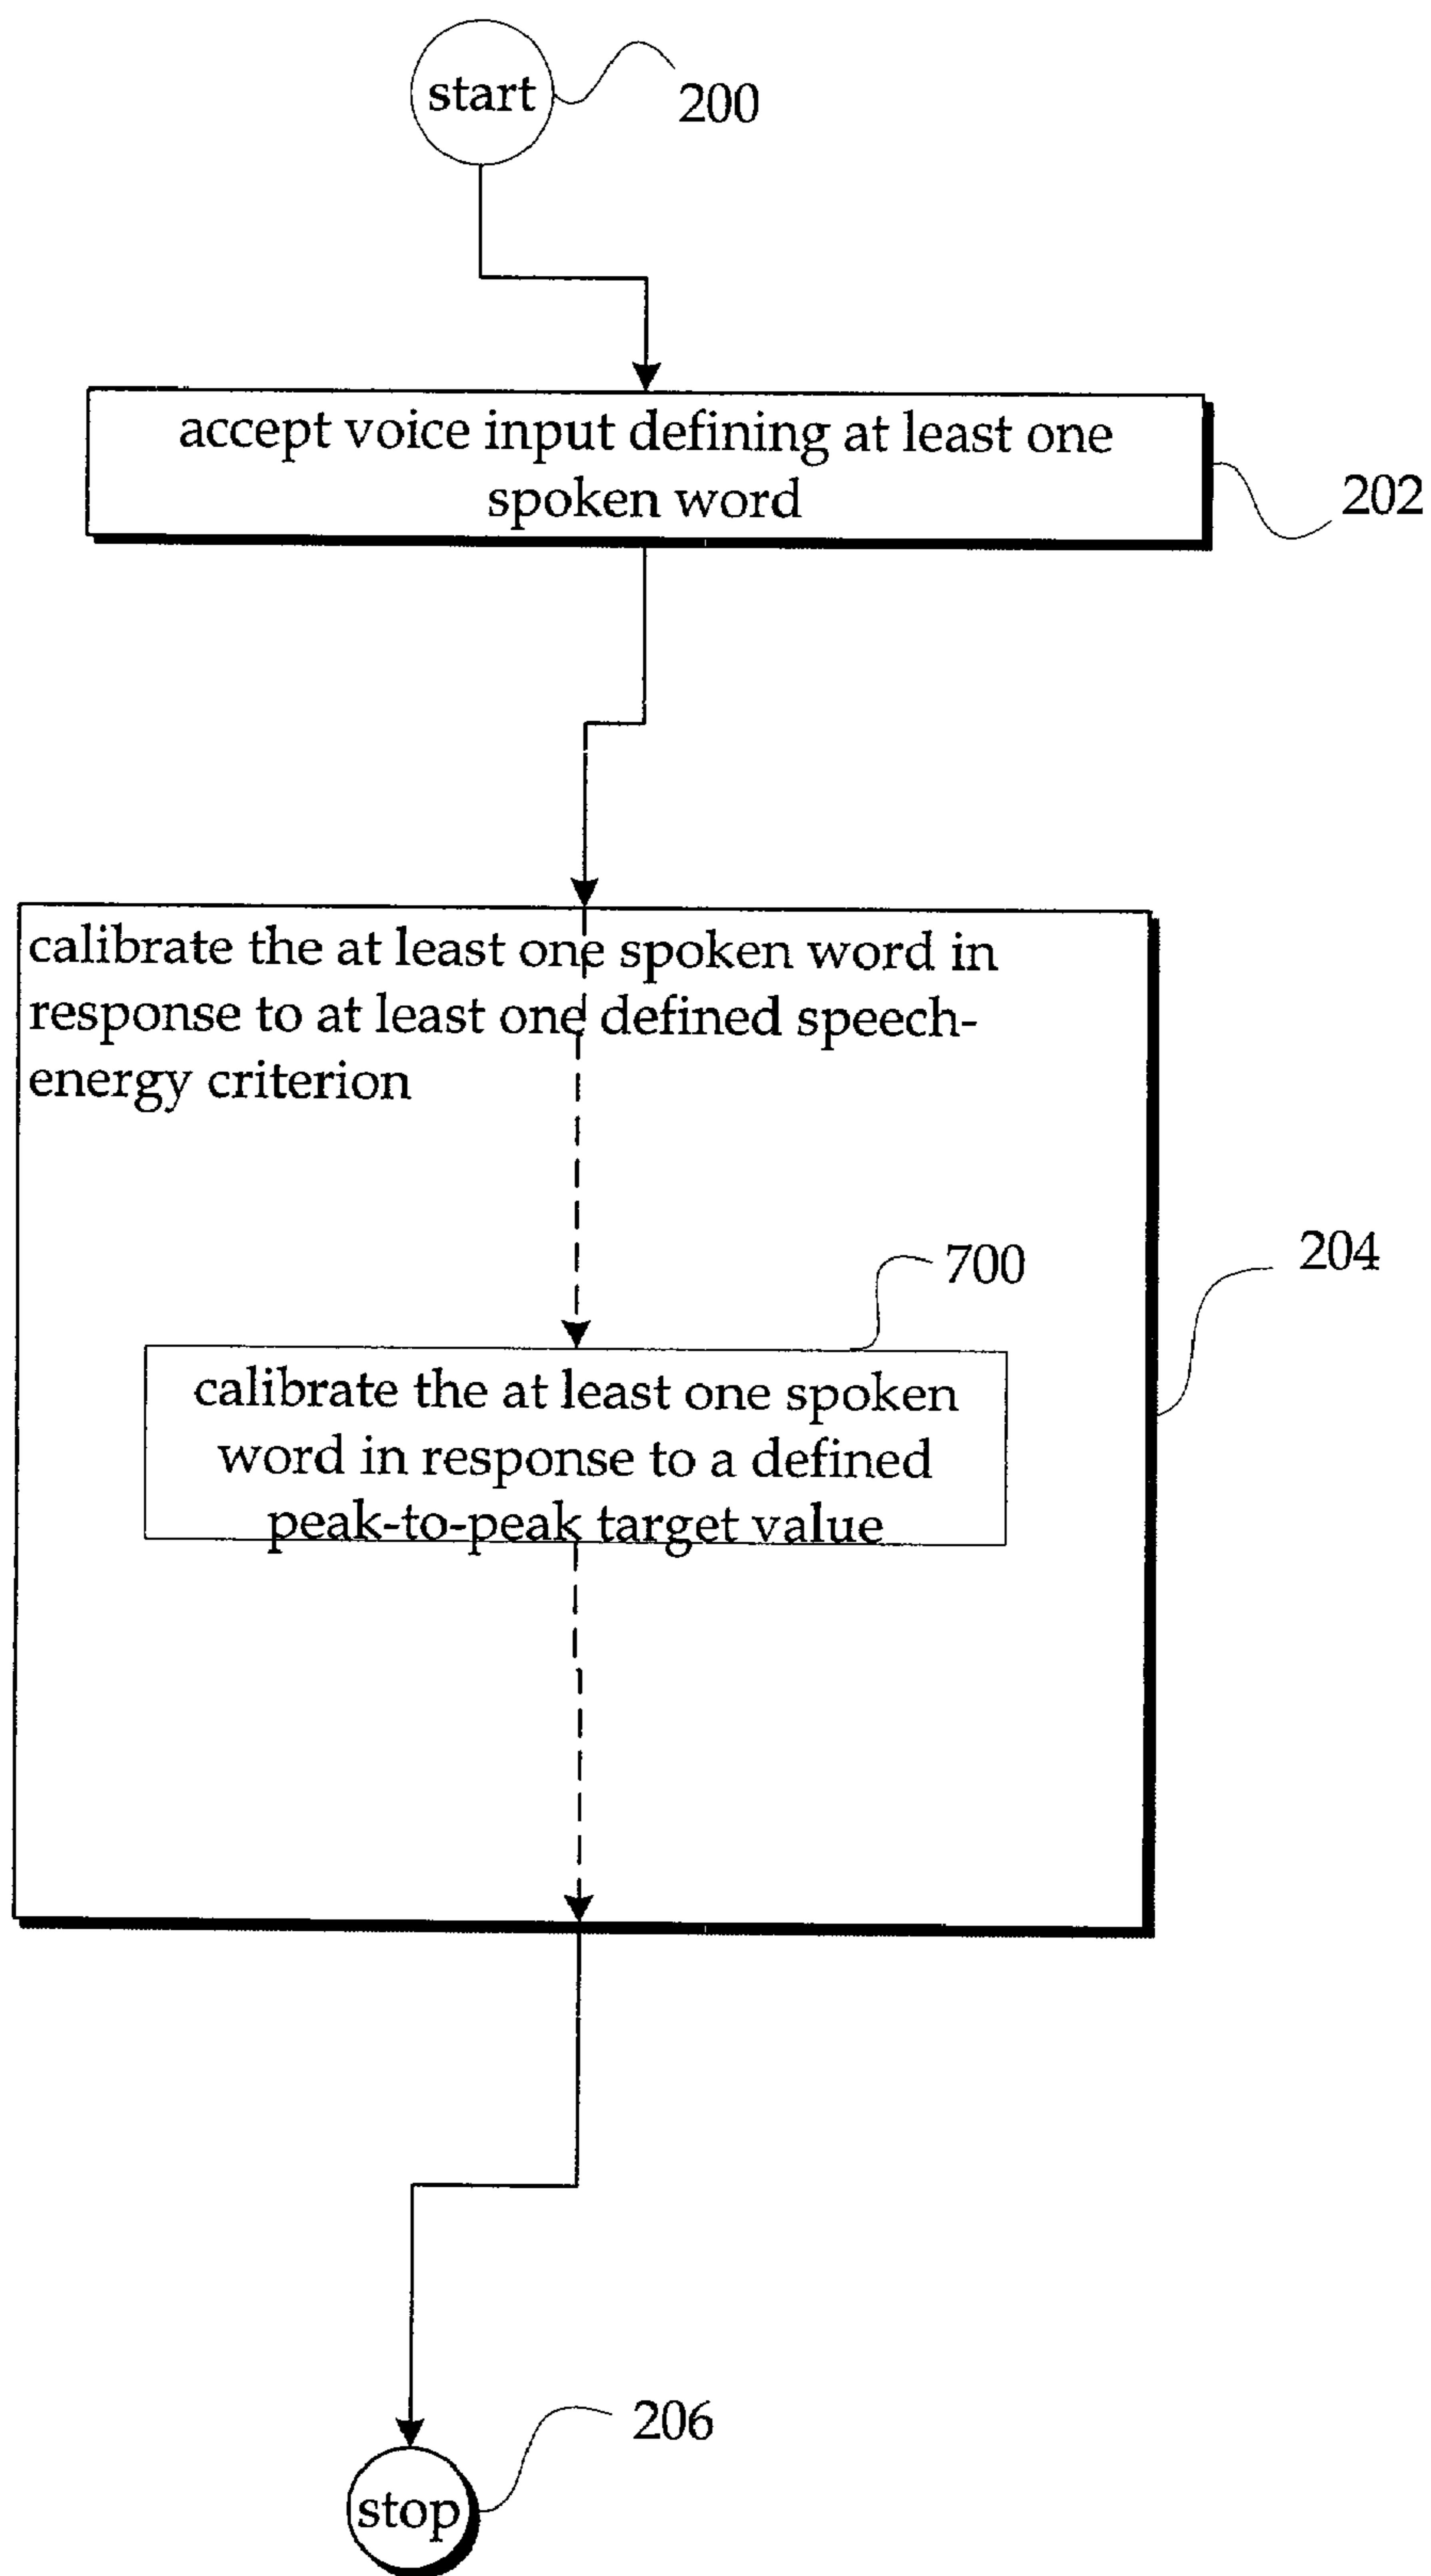 start
200
accept voice input defining at least one
spoken word
202
calibrate the at least one spoken word in
response to at least one defined speech-
energy criterion
700
204
calibrate the at least one spoken
word in response to a defined
peak-to-peak target value
206
stop